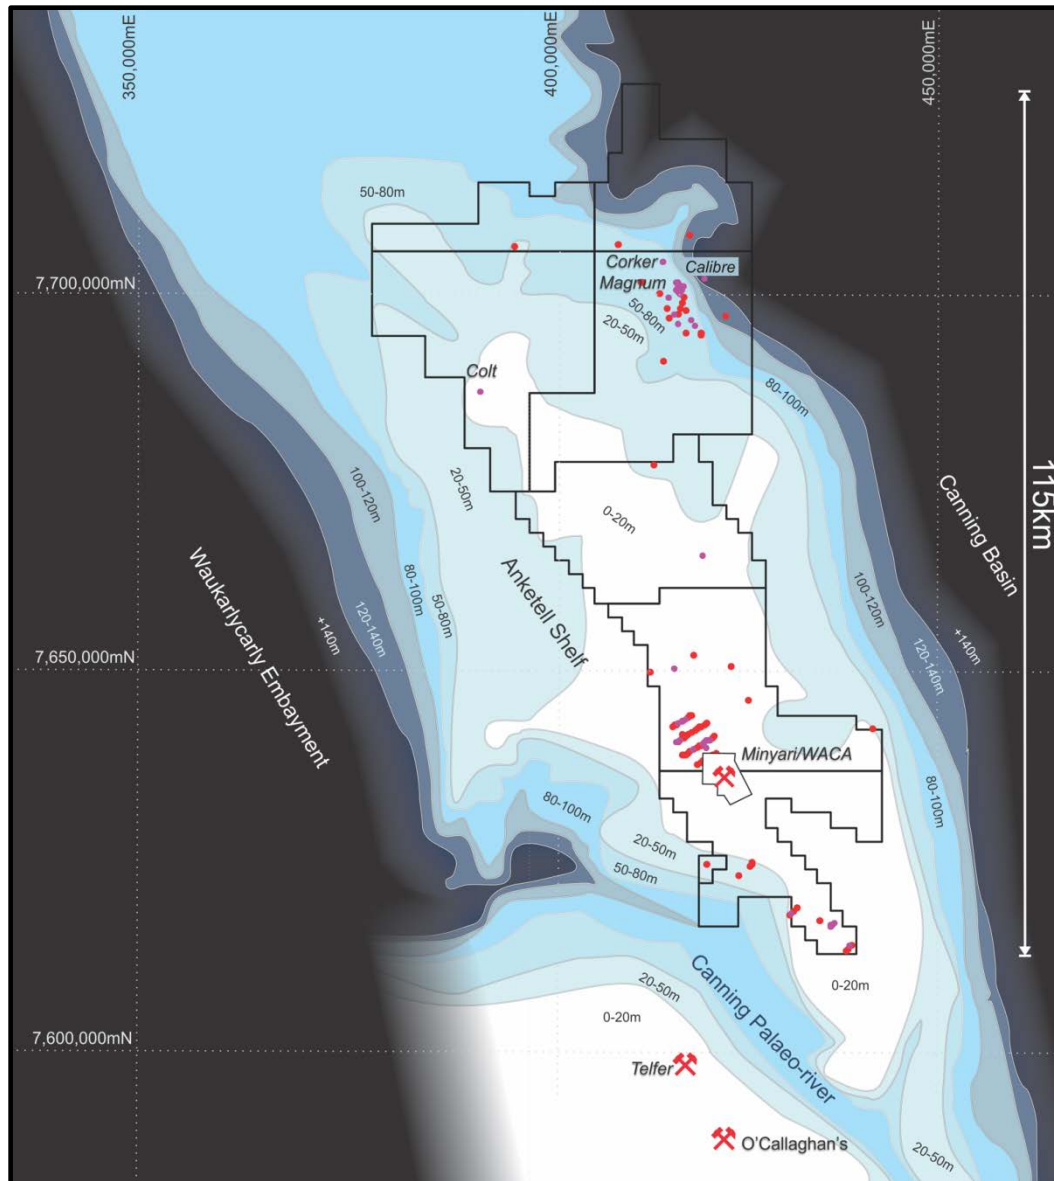 350,000mE
400,000mE
450,000mE
50-80m
Corker
Calibre
Magnum
7,700,000mN
50-80m
20-50m
Colt
80-100m
20-50m
100-120m
0-20m
115km
Canning Basin
Waukarlycarly Embayment
Anketell Shelf
80-100m
50-80m
120-140m
+140m
100-128m
120-140m
+140m
7,650,000mN
Minyari/WACA
80-100m
80-100m
20-50m
50-80m
Canning Palaeo-river
20-50m
0-20m
0-20m
7,600,000mN
Telfer
O'Callaghan's
20-50m